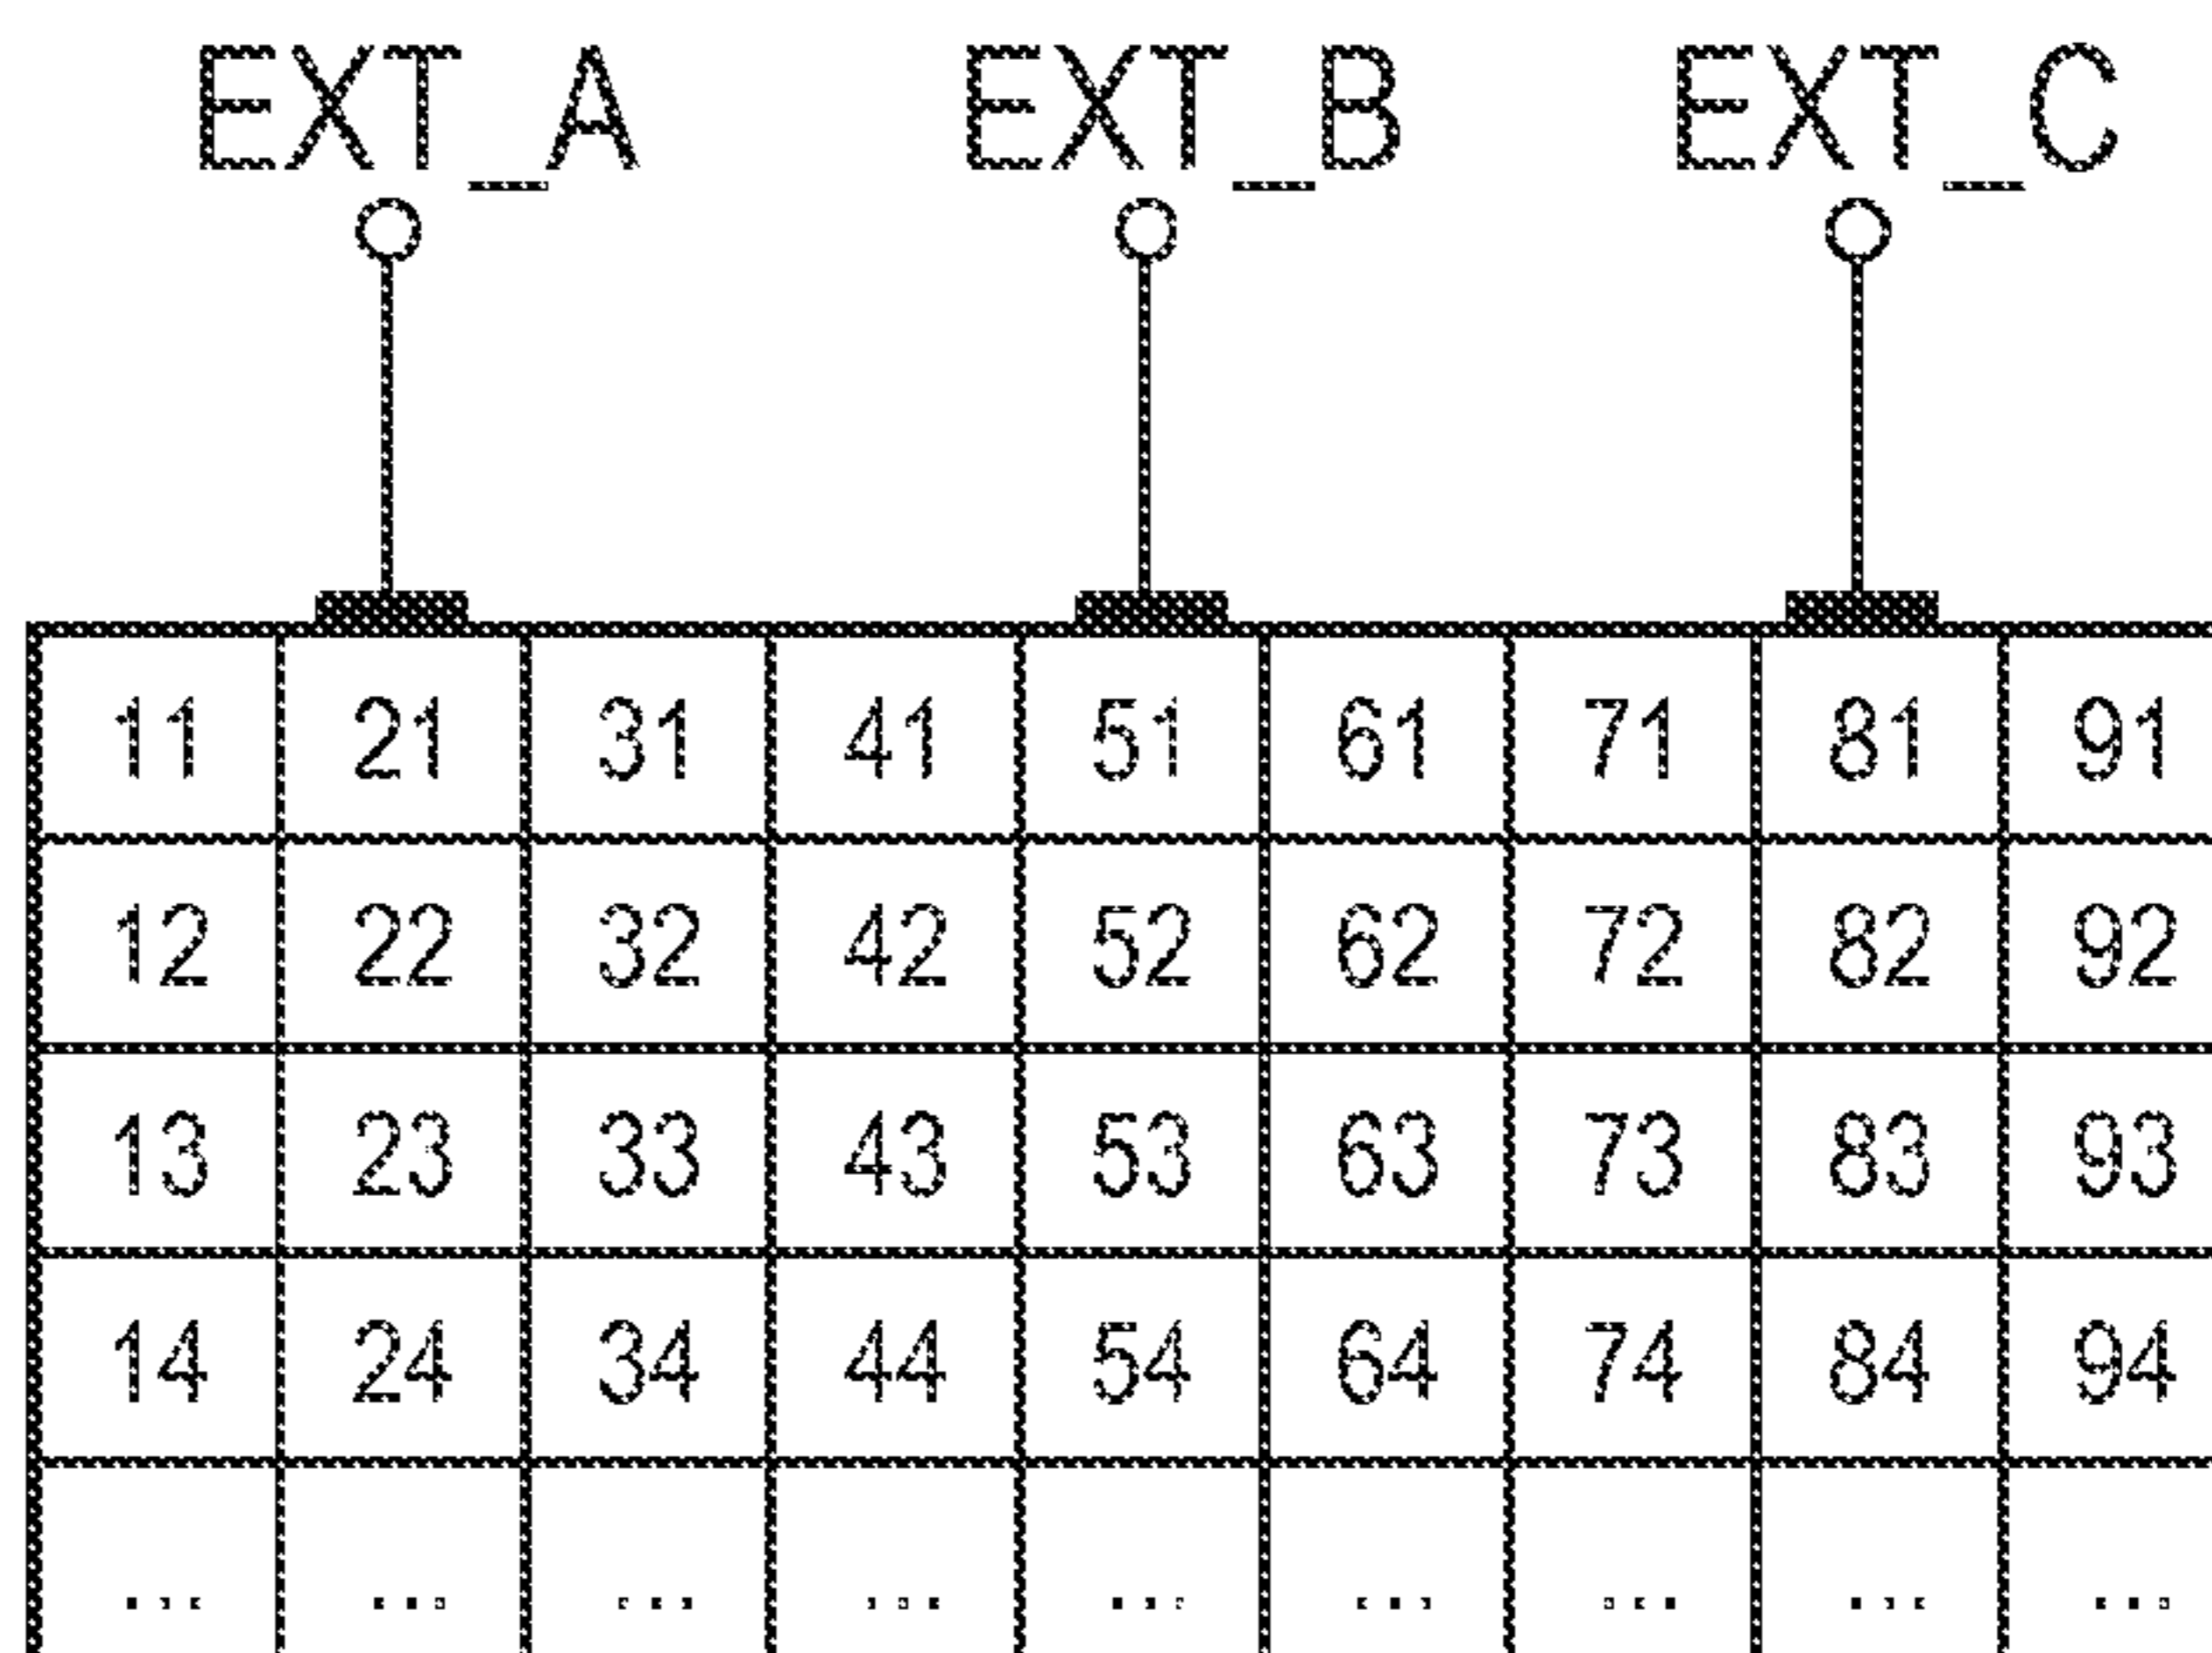 EXT_A EXT_B EXT_C
11 21 31 41 51 61 71 81 91
12 22 32 42 52 62 72 82 92
13 23 33 43 53 63 73 83 93
14 24 34 44 54 64 74 84 94
... ... ... ... ... ... ... ... ...